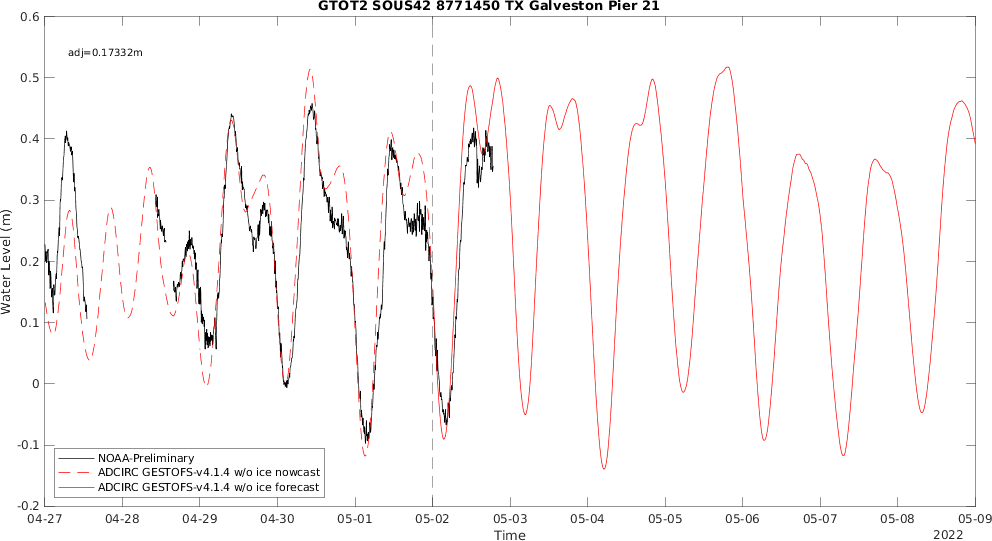 GTOT2 SOUS42 8771450 TX Galveston Pier 21
0.6
0.5
0.4
0.3
0.2
0.1
0
-0.1
-0.2
Water Level (m)
adj=0.17332m
NOAA-Preliminary
ADCIRC GESTOFS-v4.1.4 w/o ice nowcast
ADCIRC GESTOFS-v4.1.4 w/o ice forecast
04-27 04-28 04-29 04-30 05-01 05-02 05-03 05-04 05-05 05-06 05-07 05-08 05-09
Time
2022